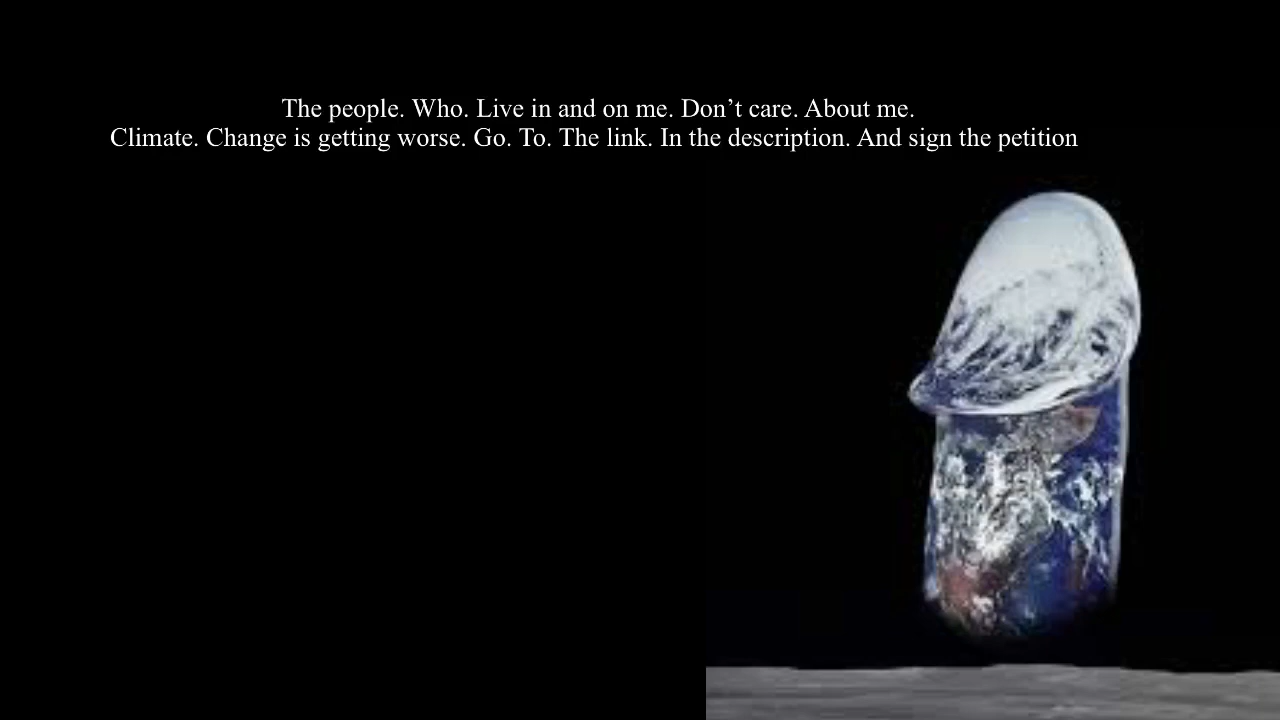 The people. Who. Live in and on me. Don’t care. About me.
Climate. Change is getting worse. Go. To. The link. In the description. And sign the petition